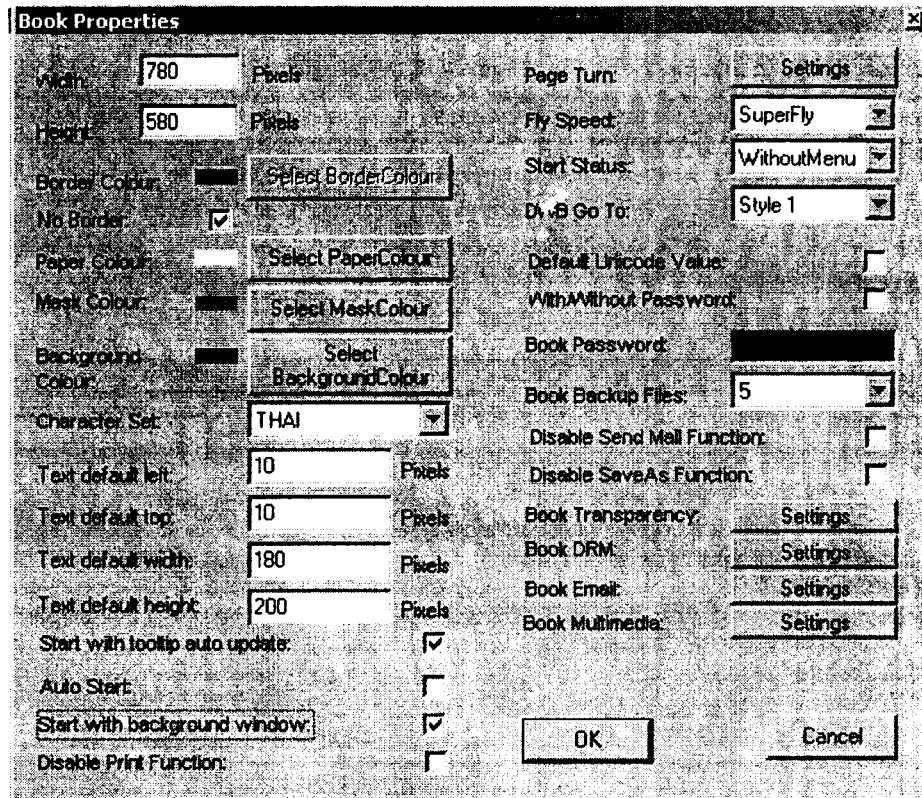 Book Properties
Width: 780 Pixels
Height: 580 Pixels
Border Colour: Select BorderColour
No Border:
Paper Colour: Select PaperColour
Mask Colour: Select MaskColour
Background Colour: Select BackgroundColour
Character Set: THAI
Text default left: 10 Pixels
Text default top: 10 Pixels
Text default width: 180 Pixels
Text default height: 200 Pixels
Start with tooltip auto update:
Auto Start:
Start with background window:
Disable Print Function:
Page Turn: Settings
Fly Speed: SuperFly
Start Status: WithoutMenu
Go To: Style 1
Default Unicode Value:
With/Without Password:
Book Password:
Book Backup Files: 5
Disable Send Mail Function:
Disable SaveAs Function:
Book Transparency: Settings
Book DRM: Settings
Book Email: Settings
Book Multimedia: Settings
OK
Cancel